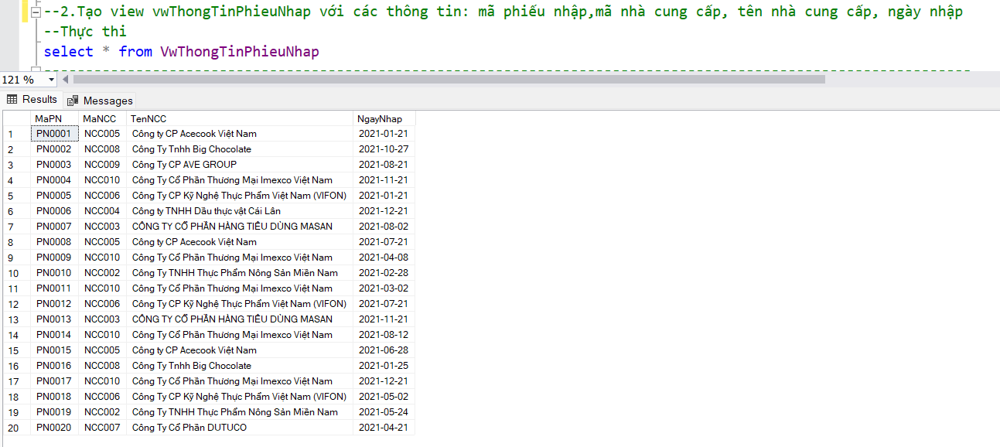 --2.Tạo view vwThongTinPhieuNhap với các thông tin: mã phiếu nhập,mã nhà cung cấp, tên nhà cung cấp, ngày nhập
--Thực thi
select * from VwThongTinPhieuNhap
121 %
Results Messages
MaPN MaNCC TenNCC NgayNhap
1 PN0001 NCC005 Công ty CP Acecook Việt Nam 2021-01-21
2 PN0002 NCC008 Công Ty Tnhh Big Chocolate 2021-10-27
3 PN0003 NCC009 Công Ty CP AVE GROUP 2021-08-21
4 PN0004 NCC010 Công Ty Cổ Phần Thương Mại Imexco Việt Nam 2021-11-21
5 PN0005 NCC006 Công Ty CP Kỹ Nghệ Thực Phẩm Việt Nam (VIFON) 2021-01-21
6 PN0006 NCC004 Công ty TNHH Dầu thực vật Cái Lân 2021-12-21
7 PN0007 NCC003 CÔNG TY CỔ PHẦN HÀNG TIÊU DÙNG MASAN 2021-08-02
8 PN0008 NCC005 Công ty CP Acecook Việt Nam 2021-07-21
9 PN0009 NCC010 Công Ty Cổ Phần Thương Mại Imexco Việt Nam 2021-04-08
10 PN0010 NCC002 Công Ty TNHH Thực Phẩm Nông Sản Miền Nam 2021-02-28
11 PN0011 NCC010 Công Ty Cổ Phần Thương Mại Imexco Việt Nam 2021-03-02
12 PN0012 NCC006 Công Ty CP Kỹ Nghệ Thực Phẩm Việt Nam (VIFON) 2021-07-21
13 PN0013 NCC003 CÔNG TY CỔ PHẦN HÀNG TIÊU DÙNG MASAN 2021-11-21
14 PN0014 NCC010 Công Ty Cổ Phần Thương Mại Imexco Việt Nam 2021-08-12
15 PN0015 NCC005 Công ty CP Acecook Việt Nam 2021-06-28
16 PN0016 NCC008 Công Ty Tnhh Big Chocolate 2021-01-25
17 PN0017 NCC010 Công Ty Cổ Phần Thương Mại Imexco Việt Nam 2021-12-21
18 PN0018 NCC006 Công Ty CP Kỹ Nghệ Thực Phẩm Việt Nam (VIFON) 2021-05-02
19 PN0019 NCC002 Công Ty TNHH Thực Phẩm Nông Sản Miền Nam 2021-05-24
20 PN0020 NCC007 Công Ty Cổ Phần DUTUCO 2021-04-21